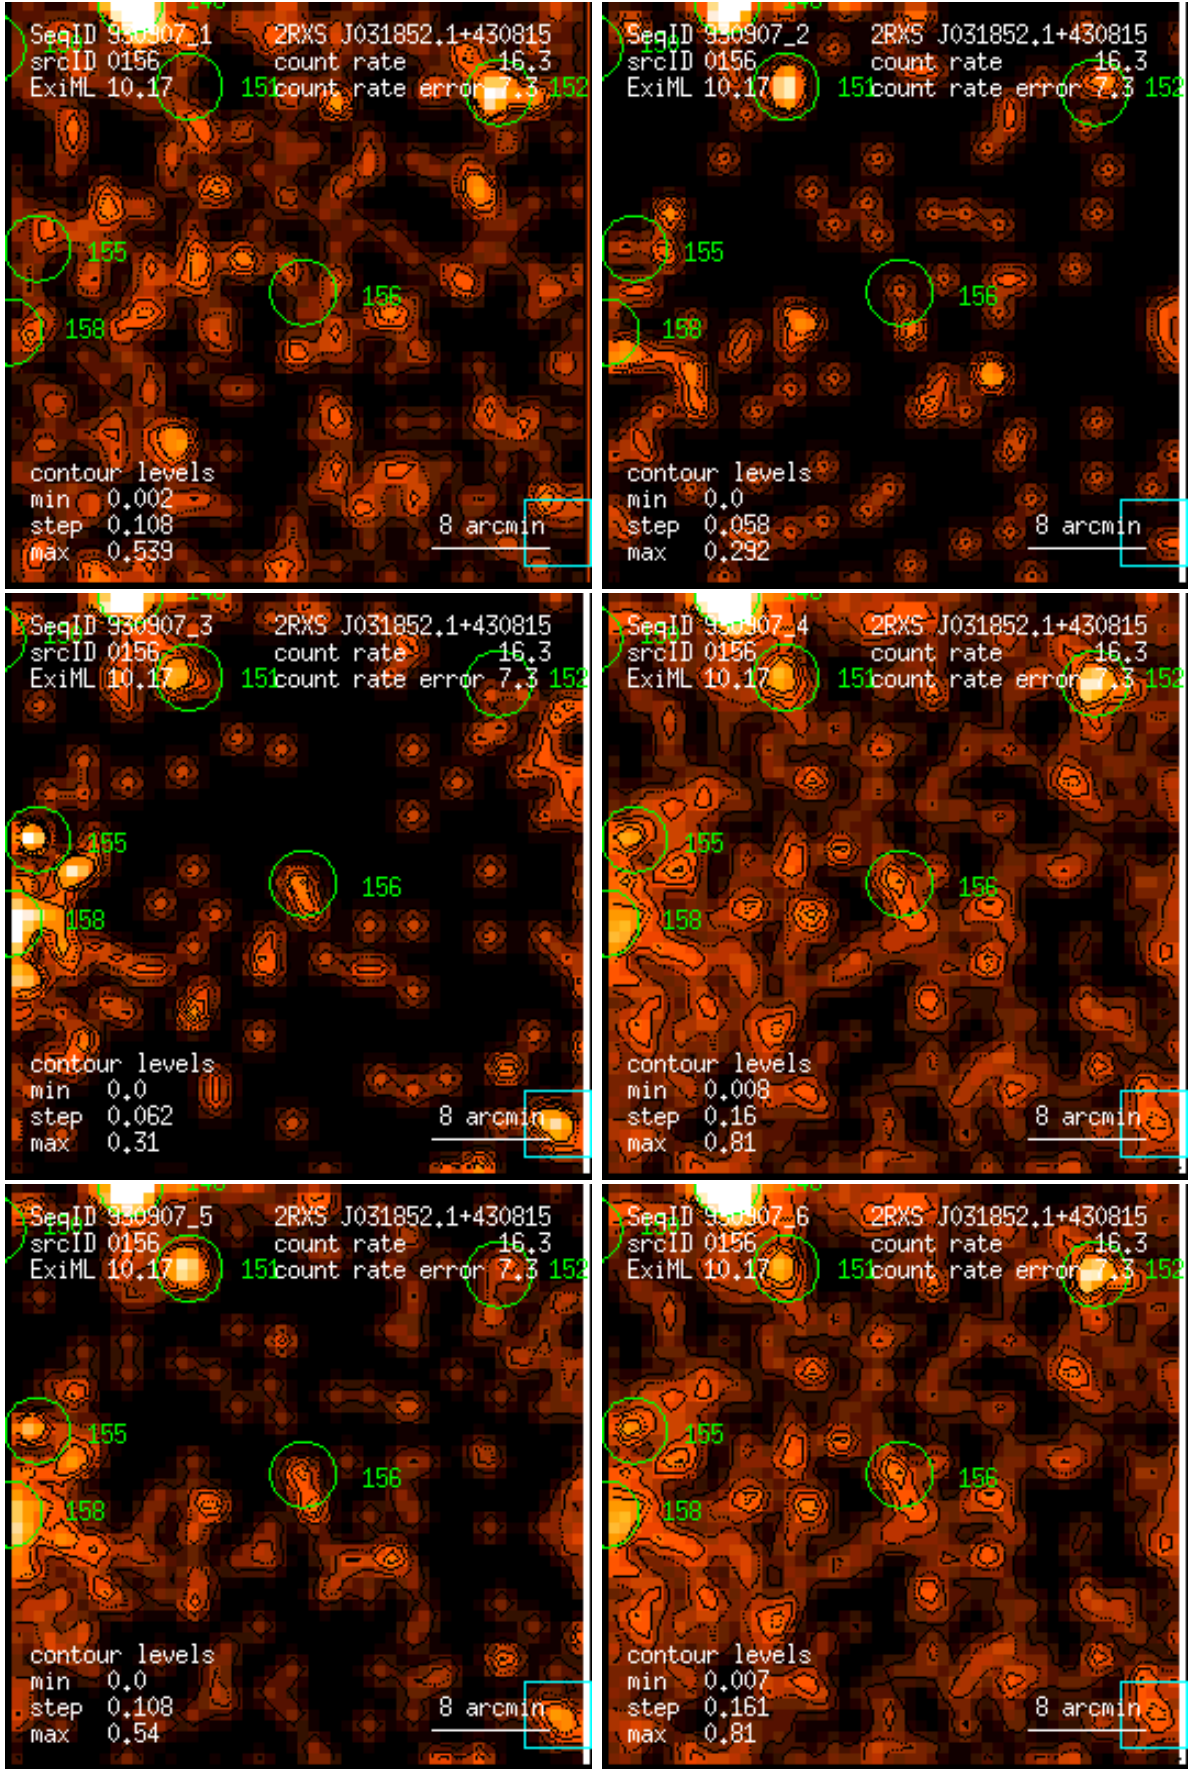 148
SeqID 930907_1 2RXS J031852.1+430815
150
srcID 0156 count rate 16.3
ExiML 10.17 151 count rate error 7.3 152
155
156
158
contour levels
min 0.002
step 0.108 8 arcmin
max 0.539
148
SeqID 930907_2 2RXS J031852.1+430815
150
srcID 0156 count rate 16.3
ExiML 10.17 151 count rate error 7.3 152
155
156
158
contour levels
min 0.0
step 0.058 8 arcmin
max 0.292
148
SeqID 930907_3 2RXS J031852.1+430815
150
srcID 0156 count rate 16.3
ExiML 10.17 151 count rate error 7.3 152
155
156
158
contour levels
min 0.0
step 0.062 8 arcmin
max 0.31
148
SeqID 930907_4 2RXS J031852.1+430815
150
srcID 0156 count rate 16.3
ExiML 10.17 151 count rate error 7.3 152
155
156
158
contour levels
min 0.008
step 0.16 8 arcmin
max 0.81
148
SeqID 930907_5 2RXS J031852.1+430815
150
srcID 0156 count rate 16.3
ExiML 10.17 151 count rate error 7.3 152
155
156
158
contour levels
min 0.0
step 0.108 8 arcmin
max 0.54
148
SeqID 930907_6 2RXS J031852.1+430815
150
srcID 0156 count rate 16.3
ExiML 10.17 151 count rate error 7.3 152
155
156
158
contour levels
min 0.007
step 0.161 8 arcmin
max 0.81